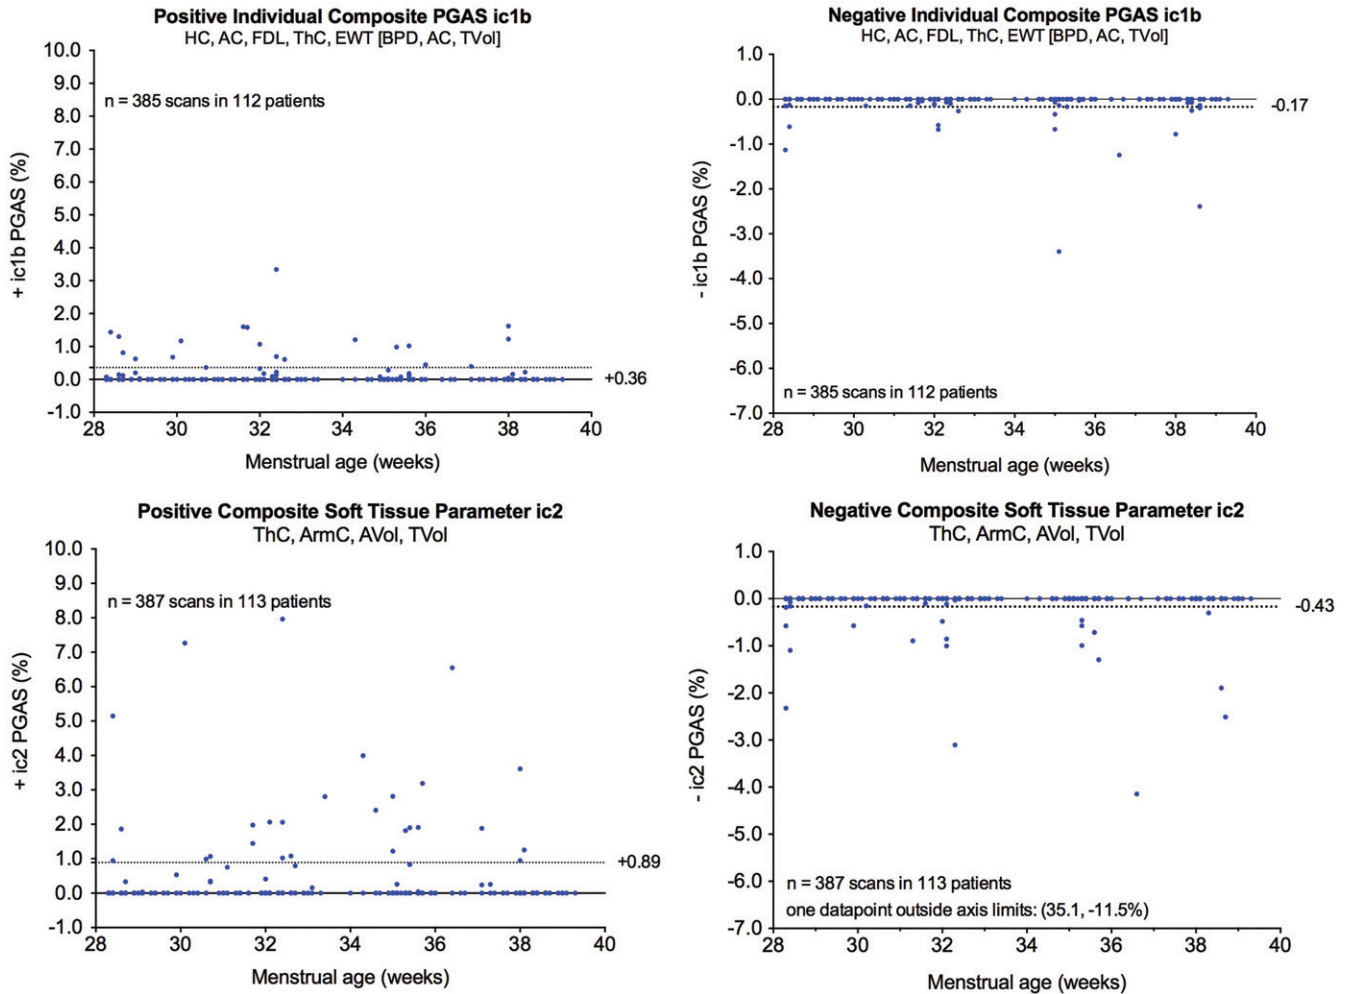 Positive Individual Composite PGAS ic1b
HC, AC, FDL, ThC, EWT [BPD, AC, TVol]
10.0
9.0
8.0
7.0
6.0
5.0
4.0
3.0
2.0
1.0
0.0
-1.0
+ ic1b PGAS (%)
n = 385 scans in 112 patients
+0.36
28 30 32 34 36 38 40
Menstrual age (weeks)
Negative Individual Composite PGAS ic1b
HC, AC, FDL, ThC, EWT [BPD, AC, TVol]
1.0
0.0
-1.0
-2.0
-3.0
-4.0
-5.0
-6.0
-7.0
- ic1b PGAS (%)
-0.17
n = 385 scans in 112 patients
28 30 32 34 36 38 40
Menstrual age (weeks)
Positive Composite Soft Tissue Parameter ic2
ThC, ArmC, AVol, TVol
10.0
9.0
8.0
7.0
6.0
5.0
4.0
3.0
2.0
1.0
0.0
-1.0
+ ic2 PGAS (%)
n = 387 scans in 113 patients
+0.89
28 30 32 34 36 38 40
Menstrual age (weeks)
Negative Composite Soft Tissue Parameter ic2
ThC, ArmC, AVol, TVol
1.0
0.0
-1.0
-2.0
-3.0
-4.0
-5.0
-6.0
-7.0
- ic2 PGAS (%)
-0.43
n = 387 scans in 113 patients
one datapoint outside axis limits: (35.1, -11.5%)
28 30 32 34 36 38 40
Menstrual age (weeks)